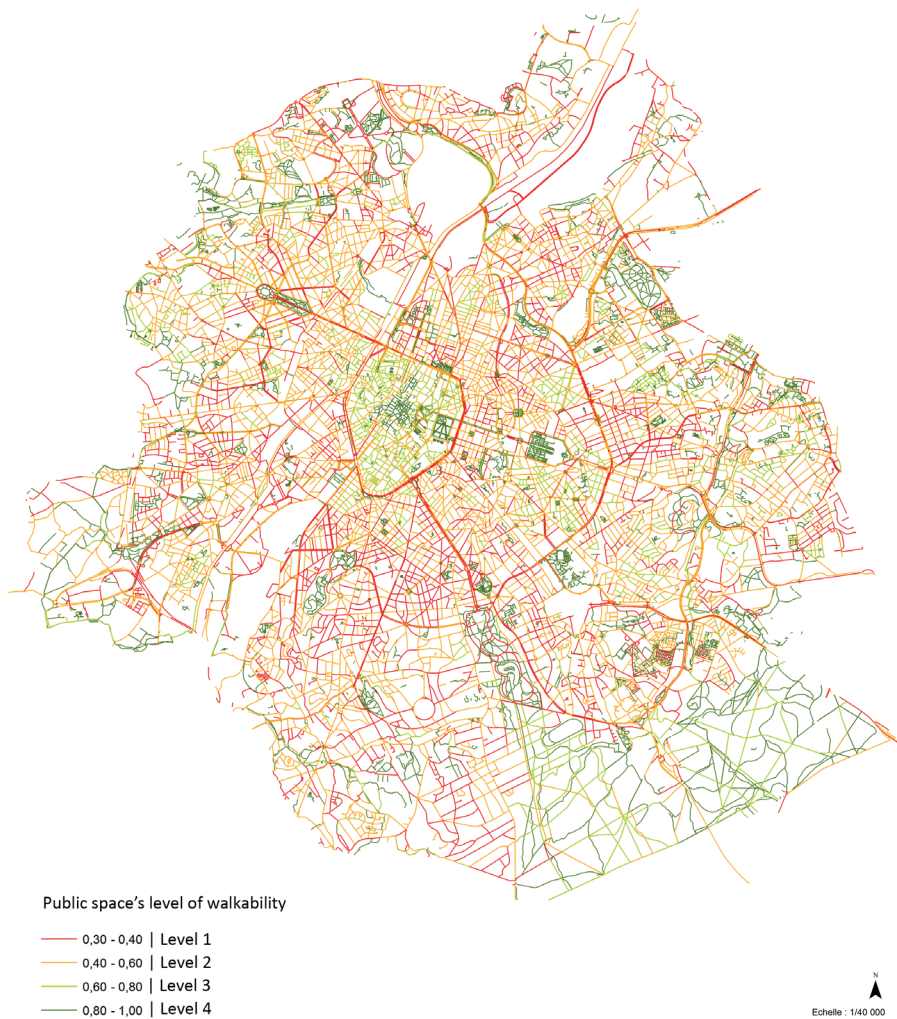 Public space's level of walkability
0,30 - 0,40 | Level 1
0,40 - 0,60 | Level 2
0,60 - 0,80 | Level 3
0,80 - 1,00 | Level 4
N
Echelle : 1/40 000